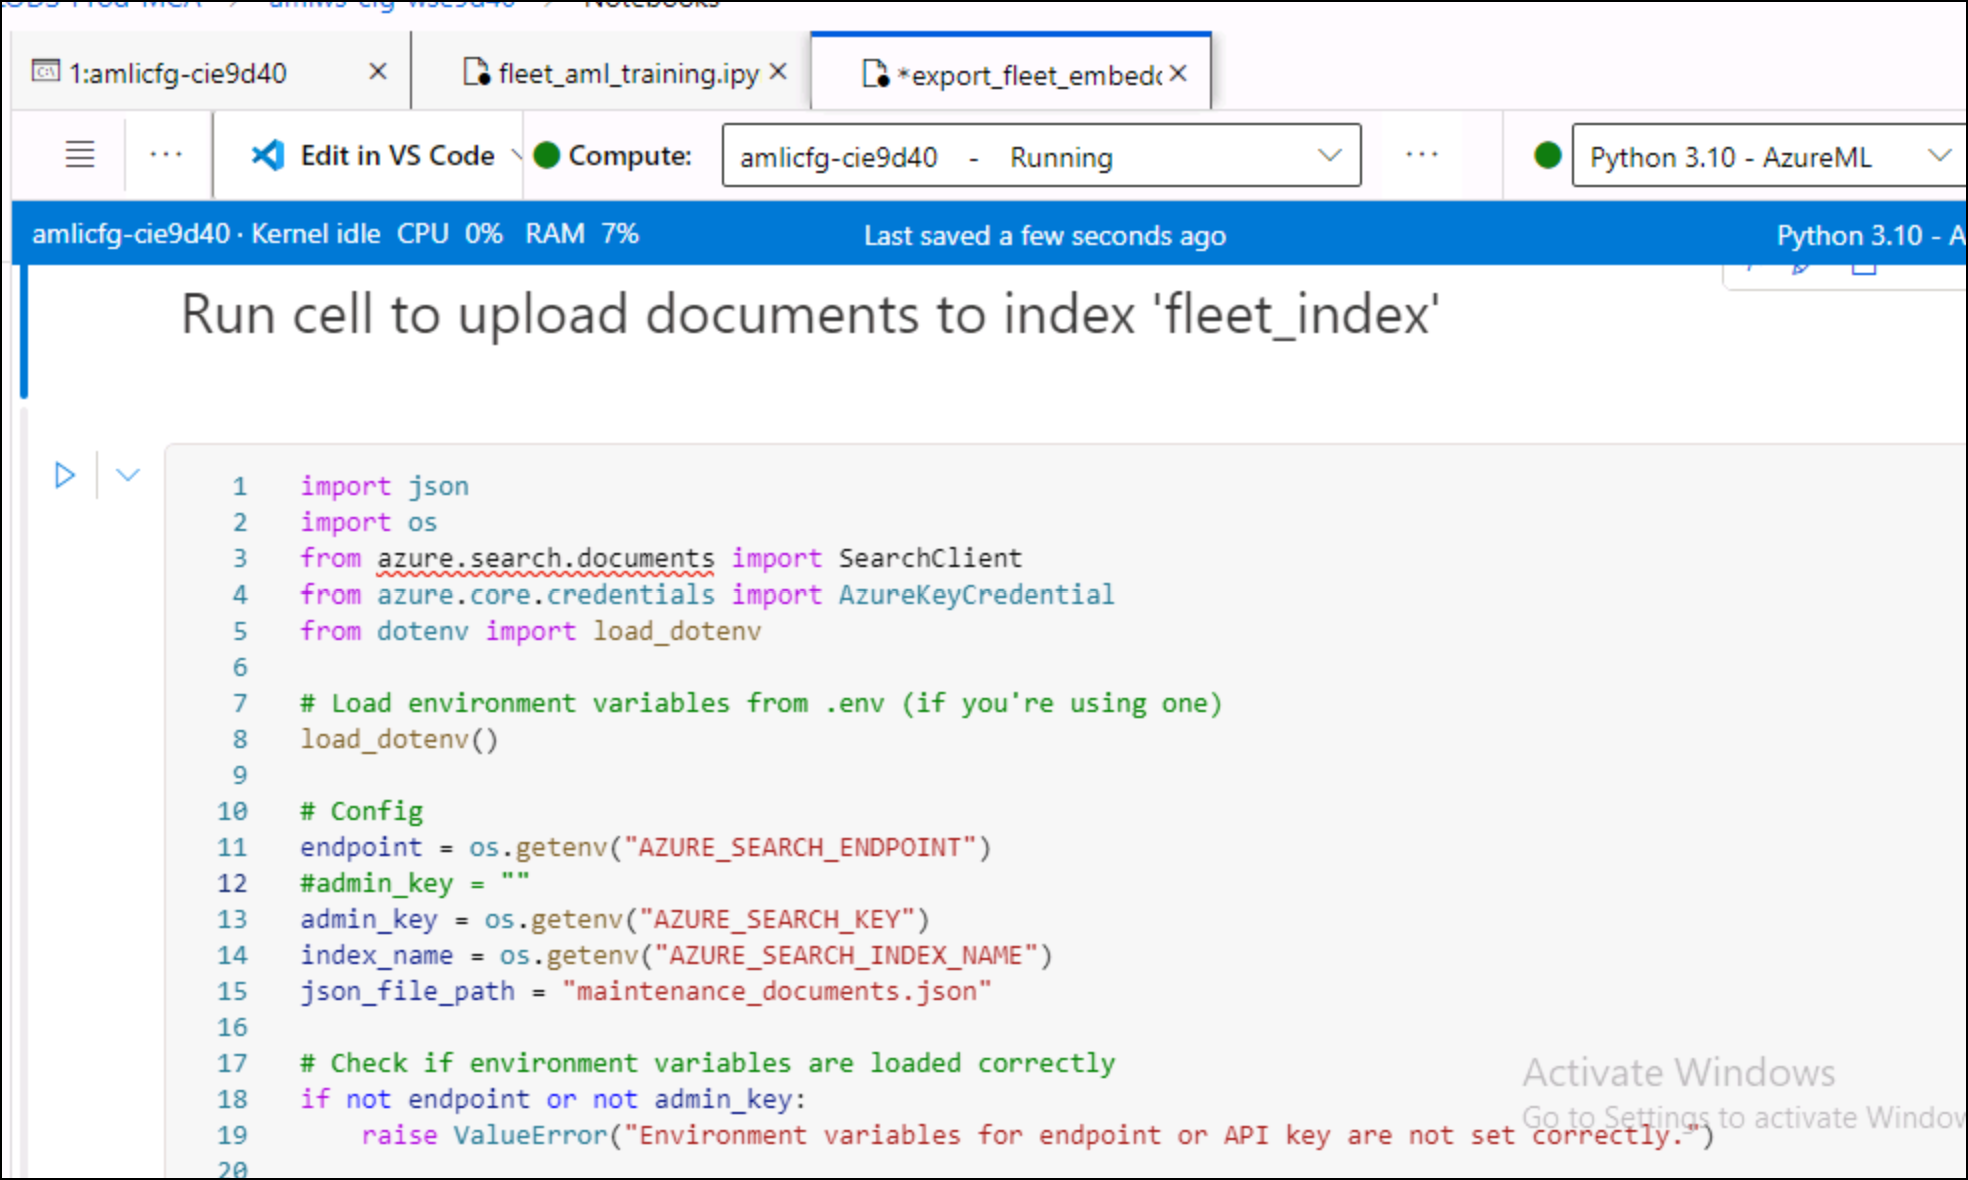 Notebooks
1:amlicfg-cie9d40
fleet_aml_training.ipy
*export_fleet_embed
Edit in VS Code
Compute:
amlicfg-cie9d40 - Running
Python 3.10 - AzureML
amlicfg-cie9d40 · Kernel idle CPU 0% RAM 7%
Last saved a few seconds ago
Python 3.10 - A
Run cell to upload documents to index 'fleet_index'
1 import json
2 import os
3 from azure.search.documents import SearchClient
4 from azure.core.credentials import AzureKeyCredential
5 from dotenv import load_dotenv
6
7 # Load environment variables from .env (if you're using one)
8 load_dotenv()
9
10 # Config
11 endpoint = os.getenv("AZURE_SEARCH_ENDPOINT")
12 #admin_key = ""
13 admin_key = os.getenv("AZURE_SEARCH_KEY")
14 index_name = os.getenv("AZURE_SEARCH_INDEX_NAME")
15 json_file_path = "maintenance_documents.json"
16
17 # Check if environment variables are loaded correctly
18 if not endpoint or not admin_key:
19 raise ValueError("Environment variables for endpoint or API key are not set correctly.")
20
Activate Windows
Go to Settings to activate Window